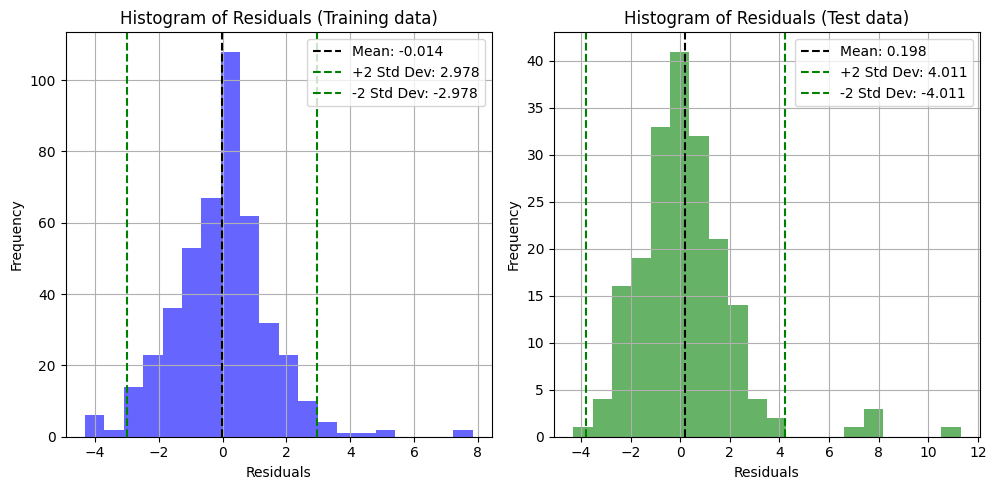 Histogram of Residuals (Training data)
Mean: -0.014
+2 Std Dev: 2.978
-2 Std Dev: -2.978
100
80
60
40
20
0
Frequency
−4
−2
0
2
4
6
8
Residuals
Histogram of Residuals (Test data)
Mean: 0.198
+2 Std Dev: 4.011
-2 Std Dev: -4.011
40
35
30
25
20
15
10
5
0
Frequency
−4
−2
0
2
4
6
8
10
12
Residuals